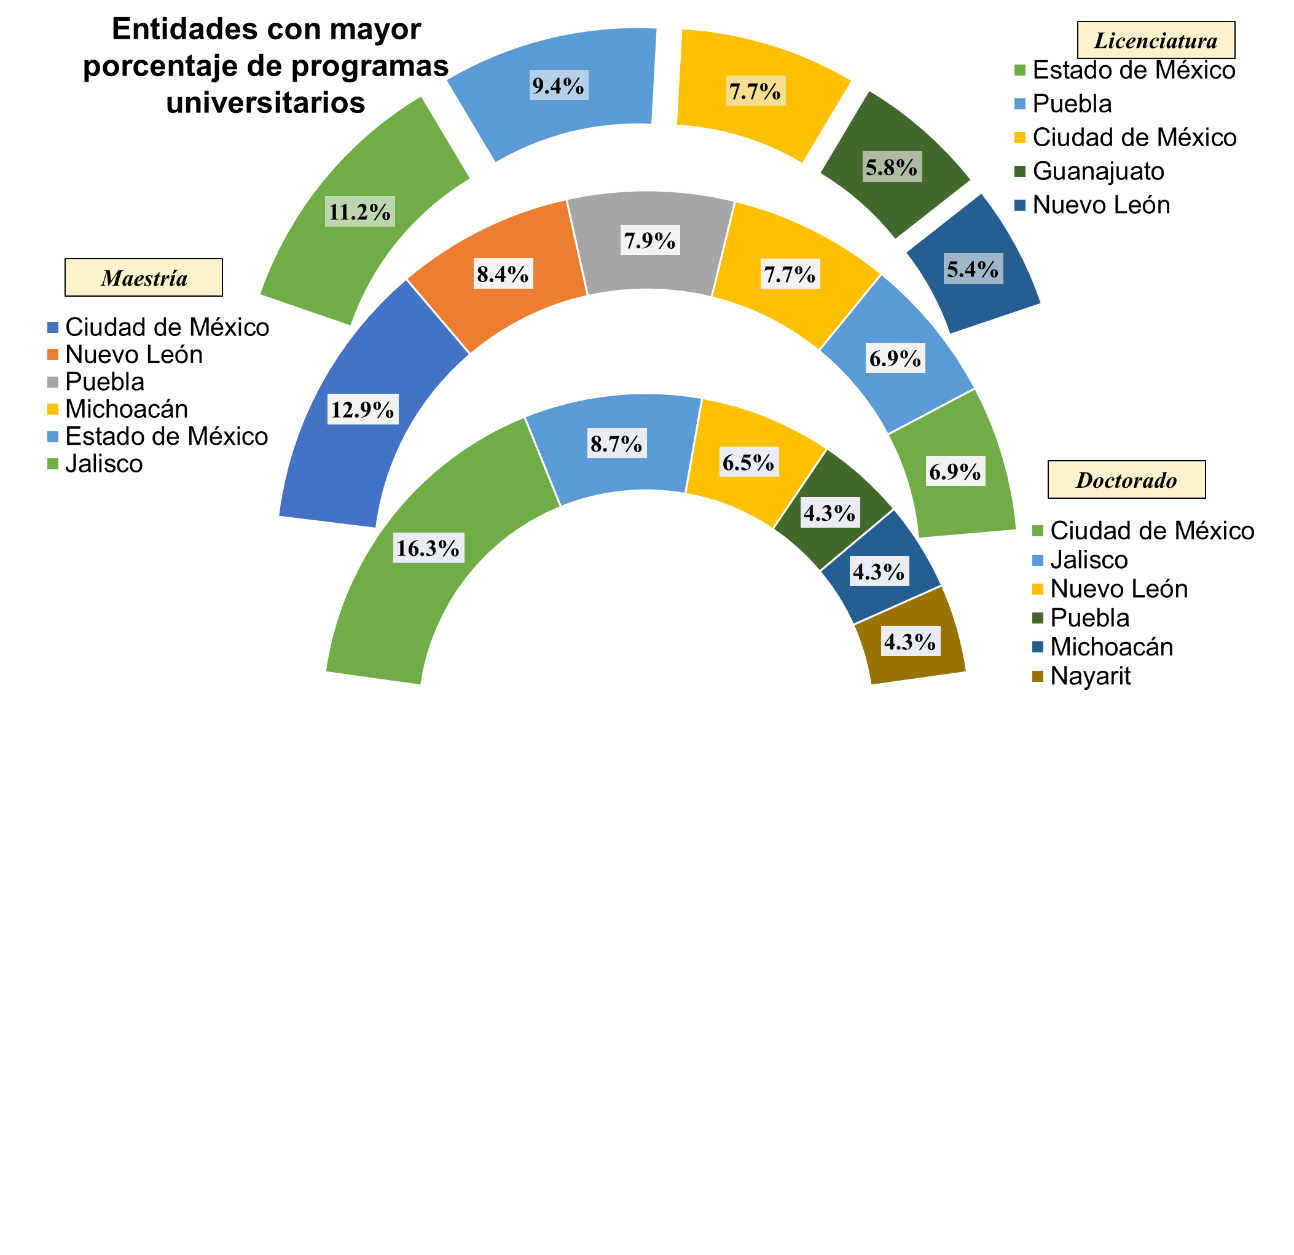 Entidades con mayor
porcentaje de programas
universitarios
Licenciatura
Estado de México
Puebla
Ciudad de México
Guanajuato
Nuevo León
11.2%
9.4%
7.7%
5.8%
5.4%
Maestría
Ciudad de México
Nuevo León
Puebla
Michoacán
Estado de México
Jalisco
12.9%
8.4%
7.9%
7.7%
6.9%
6.9%
Doctorado
Ciudad de México
Jalisco
Nuevo León
Puebla
Michoacán
Nayarit
16.3%
8.7%
6.5%
4.3%
4.3%
4.3%